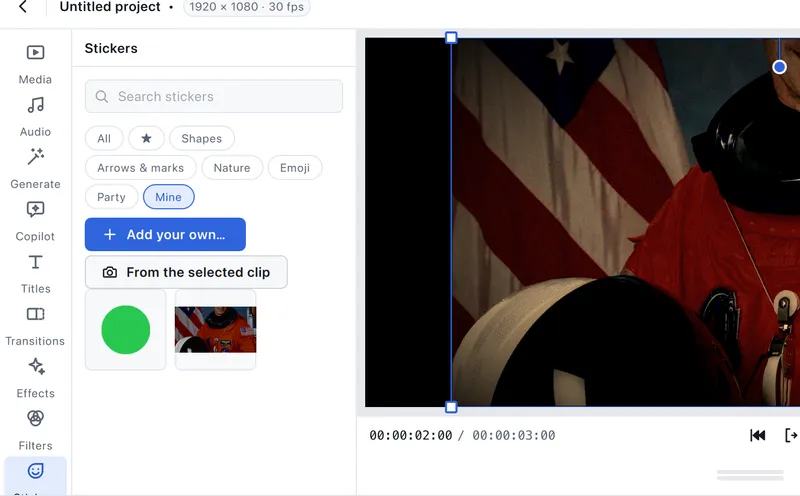 Untitled project • 1920 × 1080 · 30 fps
Stickers
Search stickers
All ★ Shapes
Arrows & marks Nature Emoji
Party Mine
+ Add your own...
From the selected clip
Media
Audio
Generate
Copilot
Titles
Transitions
Effects
Filters
00:00:02:00 / 00:00:03:00